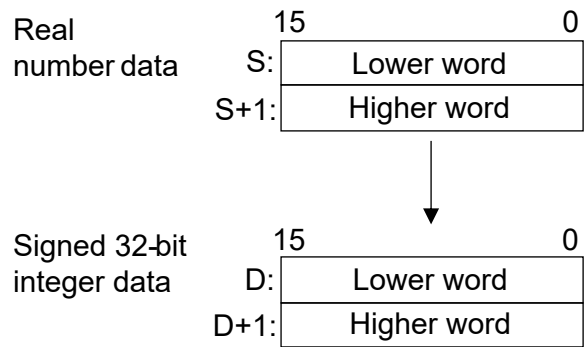 15 0
Real
number data
S: Lower word
S+1: Higher word
15 0
Signed 32-bit
integer data
D: Lower word
D+1: Higher word